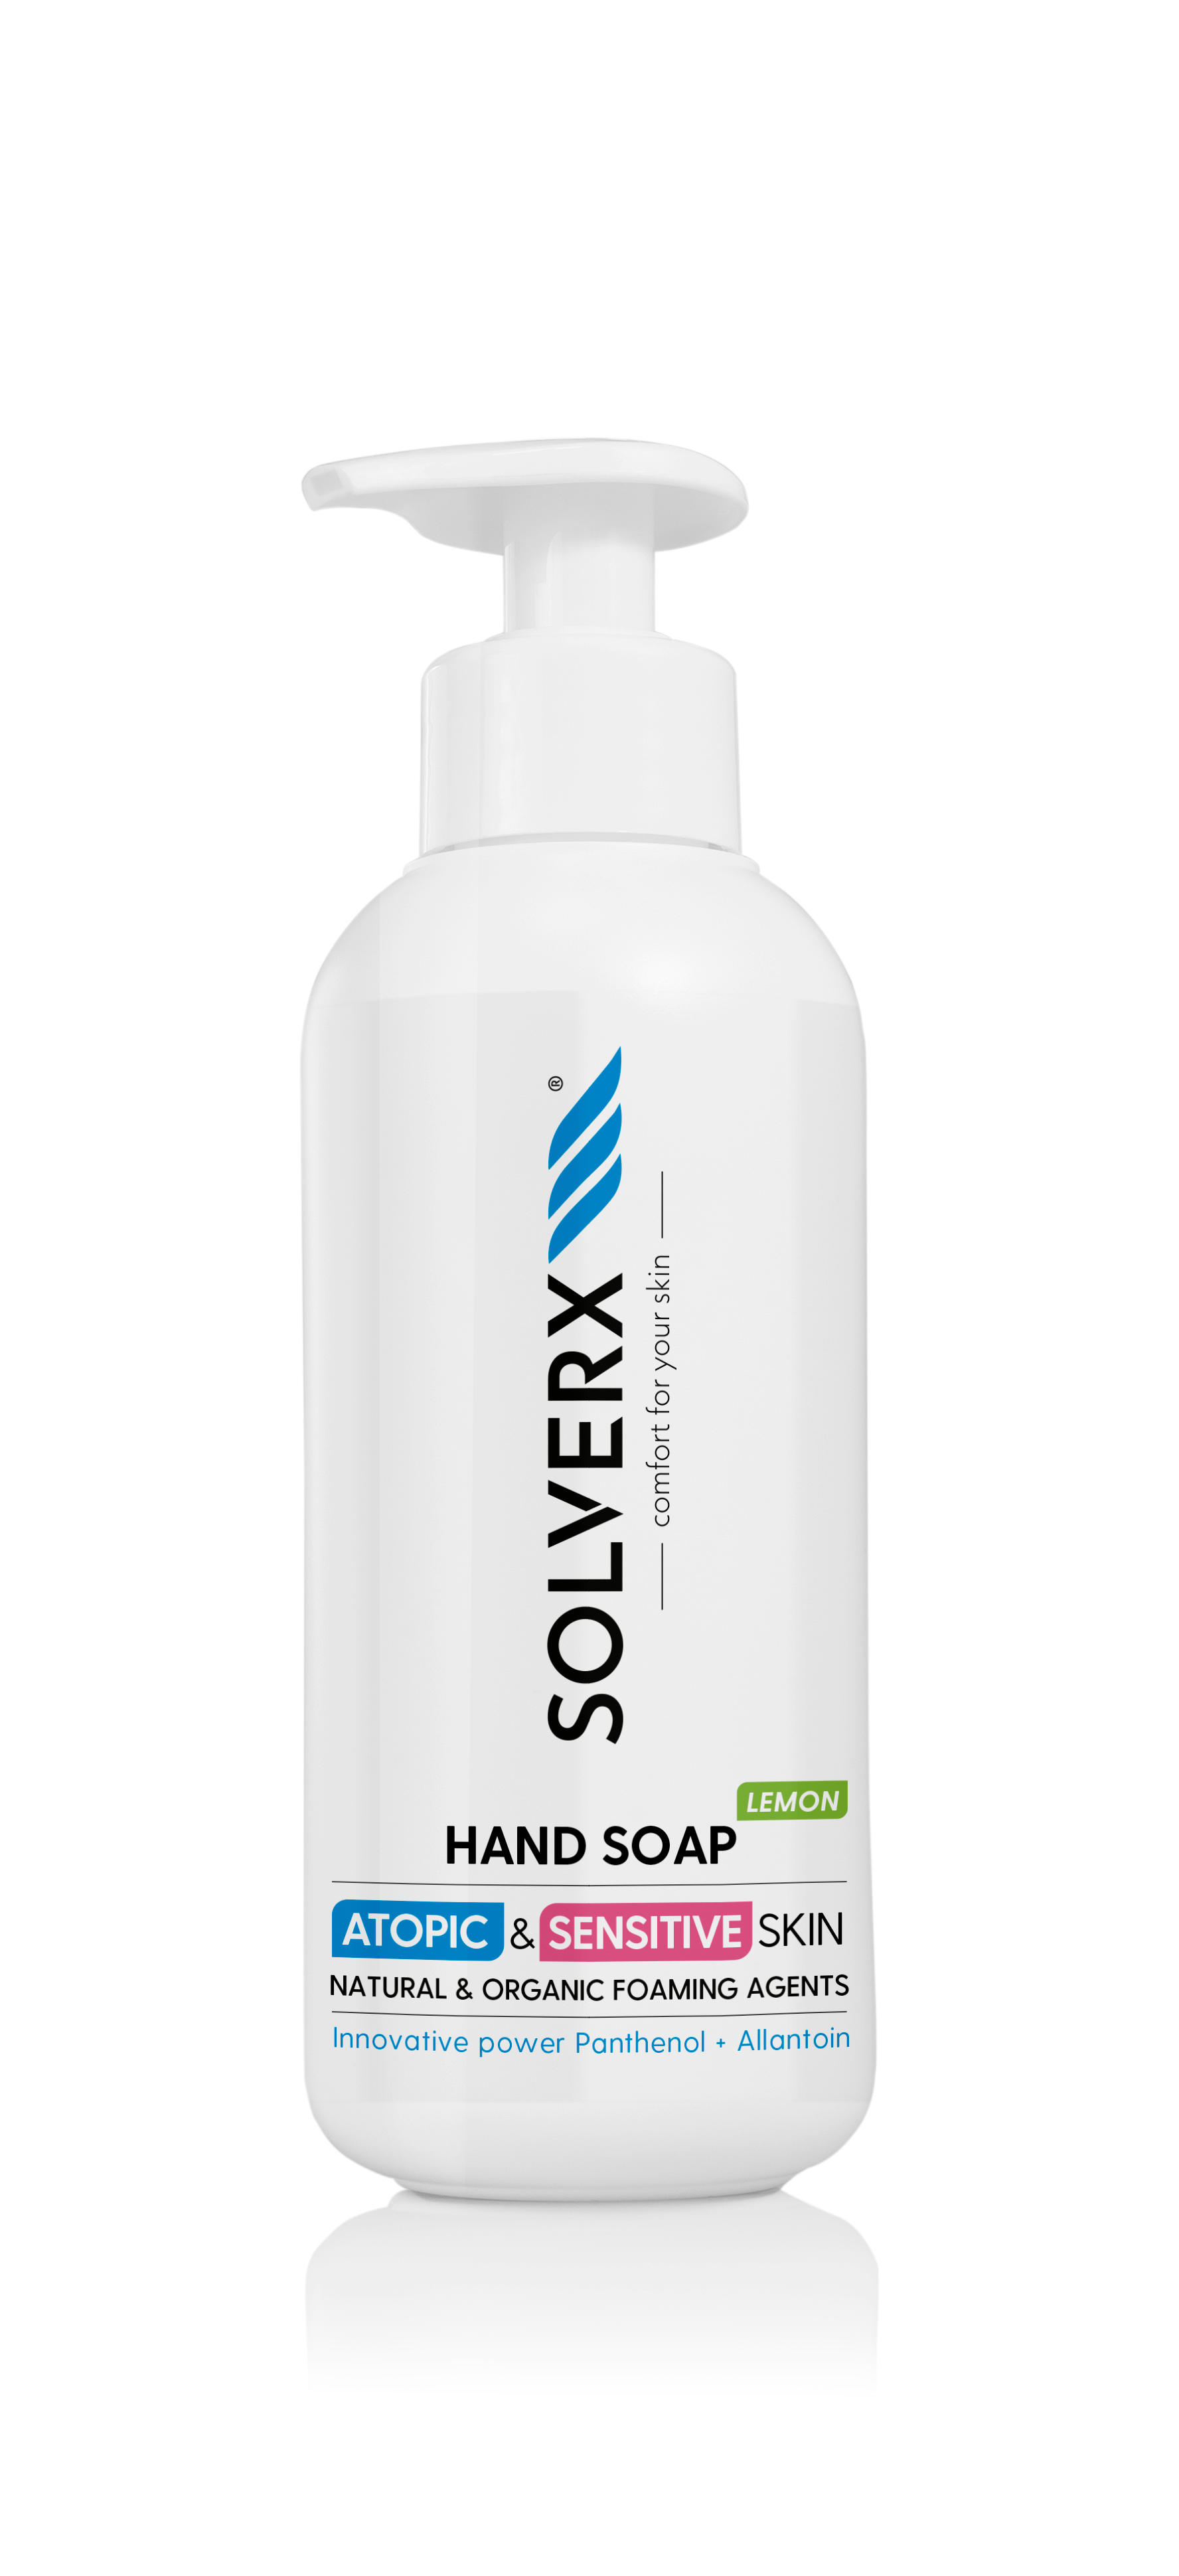 SOLVERX®
comfort for your skin
LEMON
HAND SOAP
ATOPIC & SENSITIVE SKIN
NATURAL & ORGANIC FOAMING AGENTS
Innovative power Panthenol + Allantoin